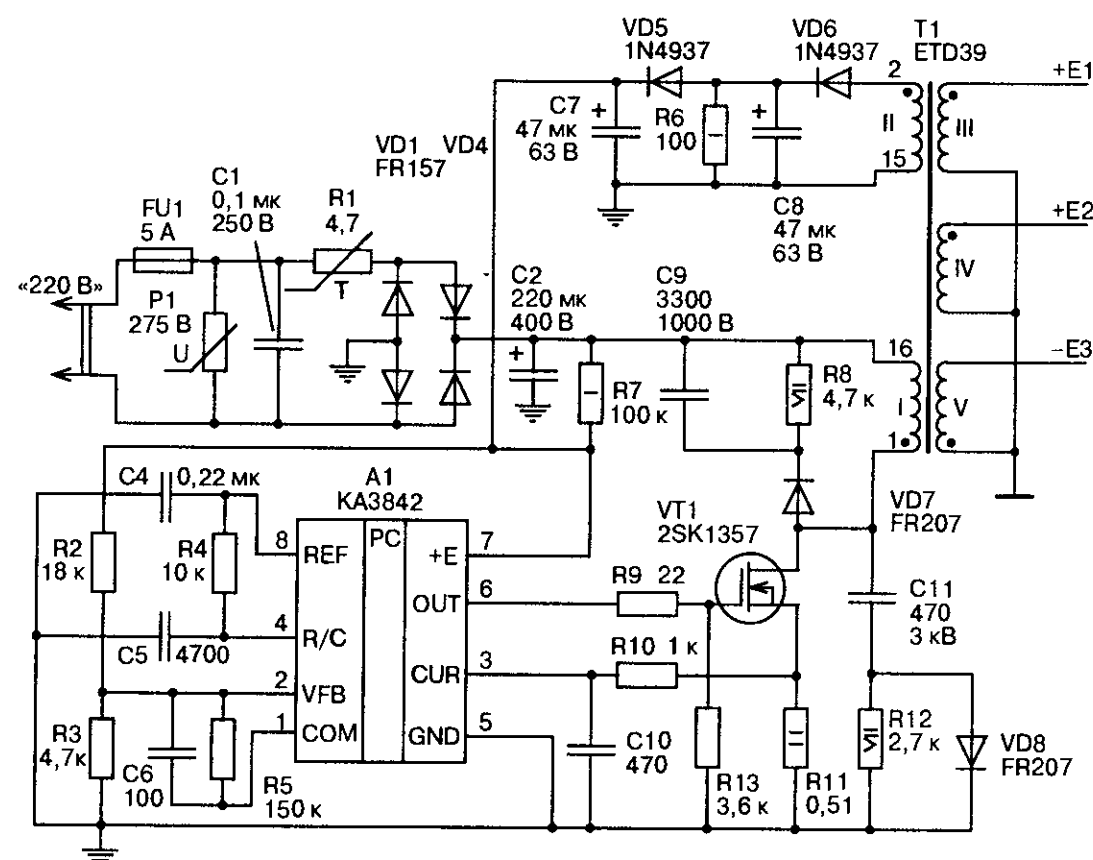 VD5
1N4937
VD6
1N4937
T1
ETD39
2
+E1
C7
47 мк
63 В
+
R6
100
+
II
III
15
VD1 VD4
FR157
C1
0,1 мк
250 В
R1
4,7
FU1
5 А
C8
47 мк
63 В
+E2
IV
«220 В»
P1
275 В
U
T
C2
220 мк
400 В
+
C9
3300
1000 В
16
−E3
R7
100 к
R8
4,7 к
I
V
1
C4
0,22 мк
A1
KA3842
VD7
FR207
VT1
2SK1357
R2
18 к
R4
10 к
8
REF
PC
+E
7
R9 22
OUT
6
C11
470
3 кВ
C5
4700
4
R/C
R10 1 к
CUR
3
2
VFB
R3
4,7к
1
COM
GND
5
C10
470
R12
2,7 к
VD8
FR207
C6
100
R5
150 к
R13
3,6 к
R11
0,51